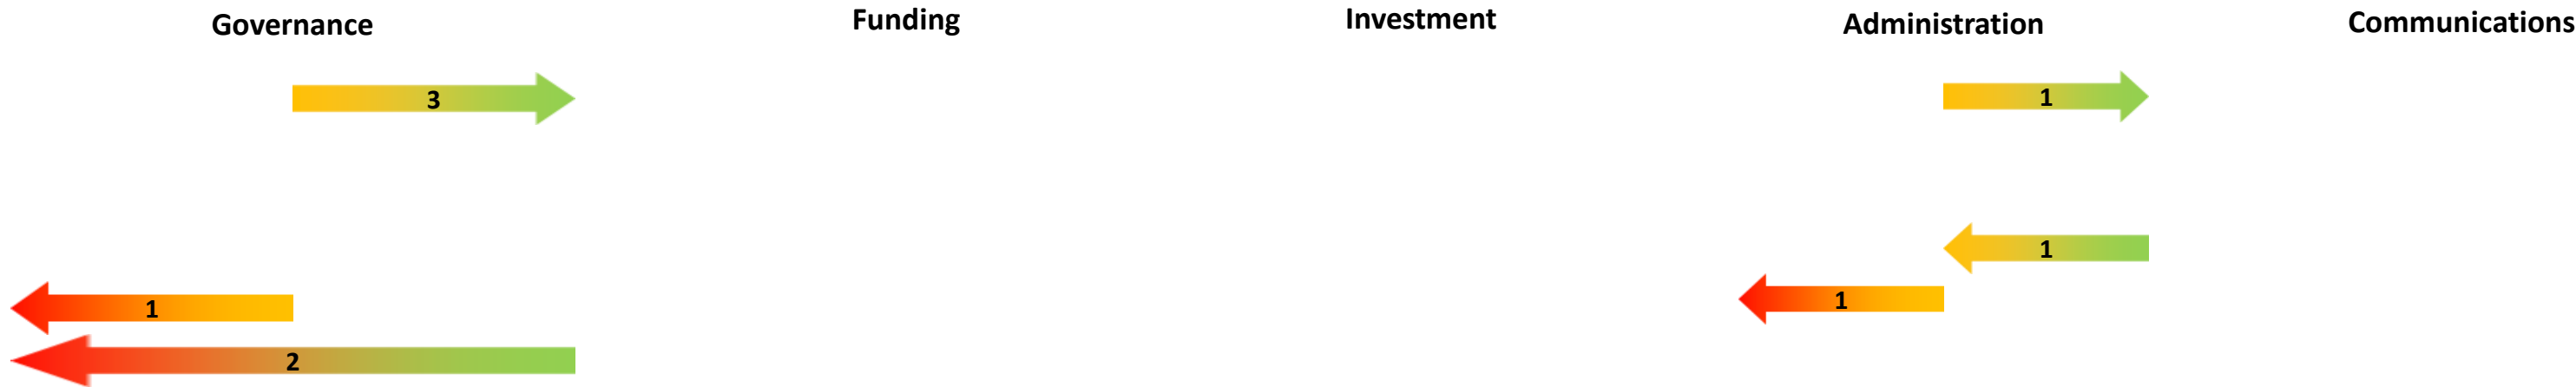 Governance
Funding
Investment
Administration
Communications
3
1
1
1
1
2